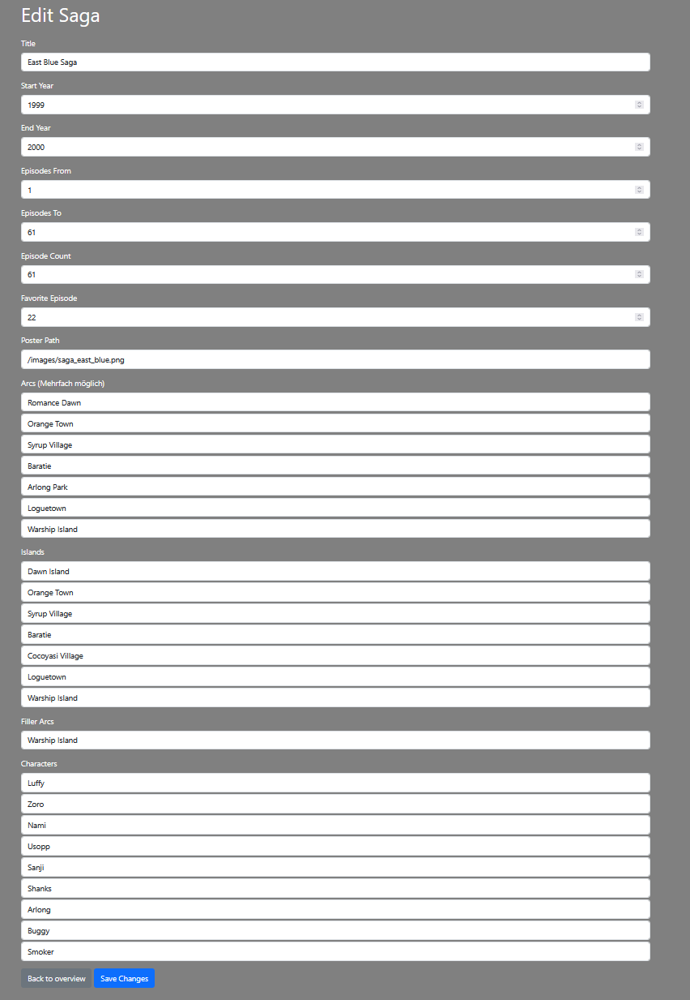 Edit Saga
Title
East Blue Saga
Start Year
1999
End Year
2000
Episodes From
1
Episodes To
61
Episode Count
61
Favorite Episode
22
Poster Path
/images/saga_east_blue.png
Arcs (Mehrfach möglich)
Romance Dawn
Orange Town
Syrup Village
Baratie
Arlong Park
Loguetown
Warship Island
Islands
Dawn Island
Orange Town
Syrup Village
Baratie
Cocoyasi Village
Loguetown
Warship Island
Filler Arcs
Warship Island
Characters
Luffy
Zoro
Nami
Usopp
Sanji
Shanks
Arlong
Buggy
Smoker
Back to overview Save Changes